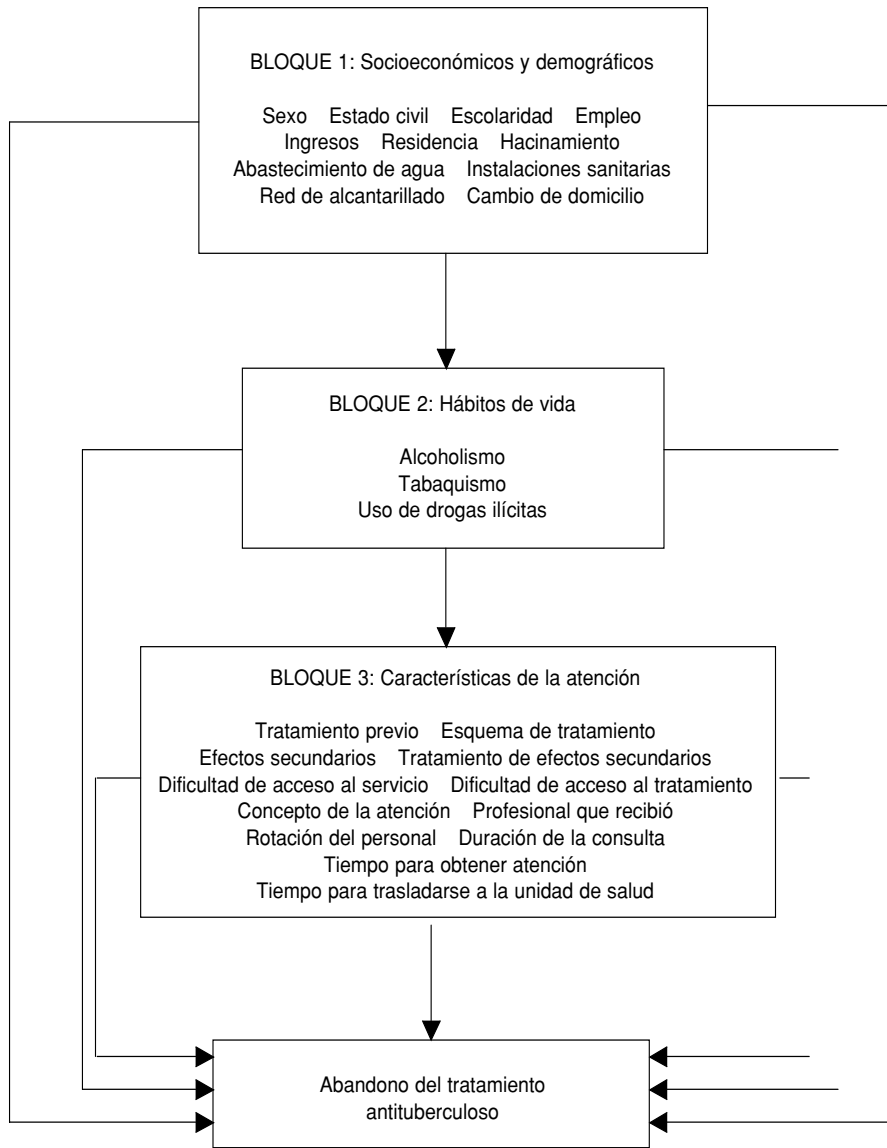 BLOQUE 1: Socioeconómicos y demográficos
Sexo Estado civil Escolaridad Empleo
Ingresos Residencia Hacinamiento
Abastecimiento de agua Instalaciones sanitarias
Red de alcantarillado Cambio de domicilio
BLOQUE 2: Hábitos de vida
Alcoholismo
Tabaquismo
Uso de drogas ilícitas
BLOQUE 3: Características de la atención
Tratamiento previo Esquema de tratamiento
Efectos secundarios Tratamiento de efectos secundarios
Dificultad de acceso al servicio Dificultad de acceso al tratamiento
Concepto de la atención Profesional que recibió
Rotación del personal Duración de la consulta
Tiempo para obtener atención
Tiempo para trasladarse a la unidad de salud
Abandono del tratamiento
antituberculoso